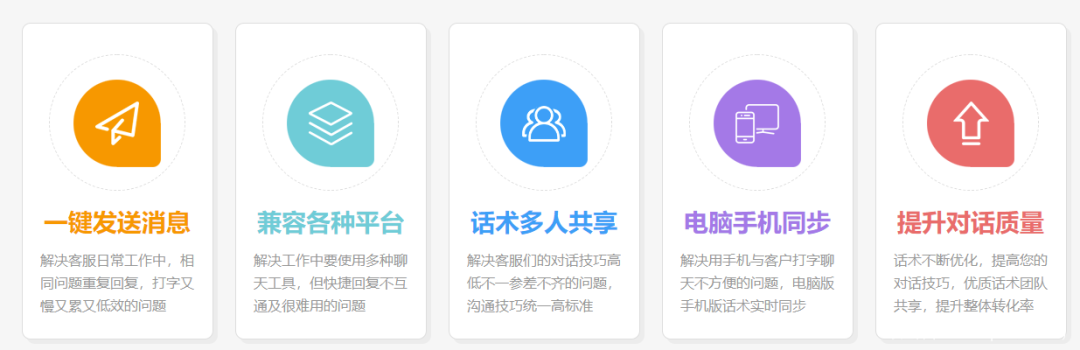 一键发送消息
解决客服日常工作中，相
同问题重复回复，打字又
慢又累又低效的问题
兼容各种平台
解决工作中要使用多种聊
天工具，但快捷回复不互
通及很难用的问题
话术多人共享
解决客服们的对话技巧高
低不一参差不齐的问题，
沟通技巧统一高标准
电脑手机同步
解决用手机与客户打字聊
天不方便的问题，电脑版
手机版话术实时同步
提升对话质量
话术不断优化，提高您的
对话技巧，优质话术团队
共享，提升整体转化率